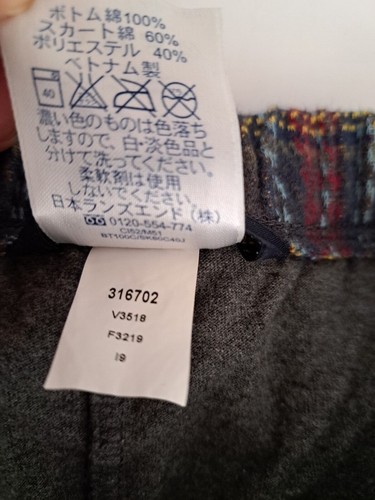 ボトム綿100%
スカート綿 60%
ポリエステル 40%
ベトナム製
40
濃い色のものは色落ち
しますので、白・淡色品と
分けて洗ってください。
柔軟剤は使用
しないでください。
日本ランズエンド(株)
0120-554-774
CI52/M51
BT100C/SK60C40J
316702
V3518
F3219
I9